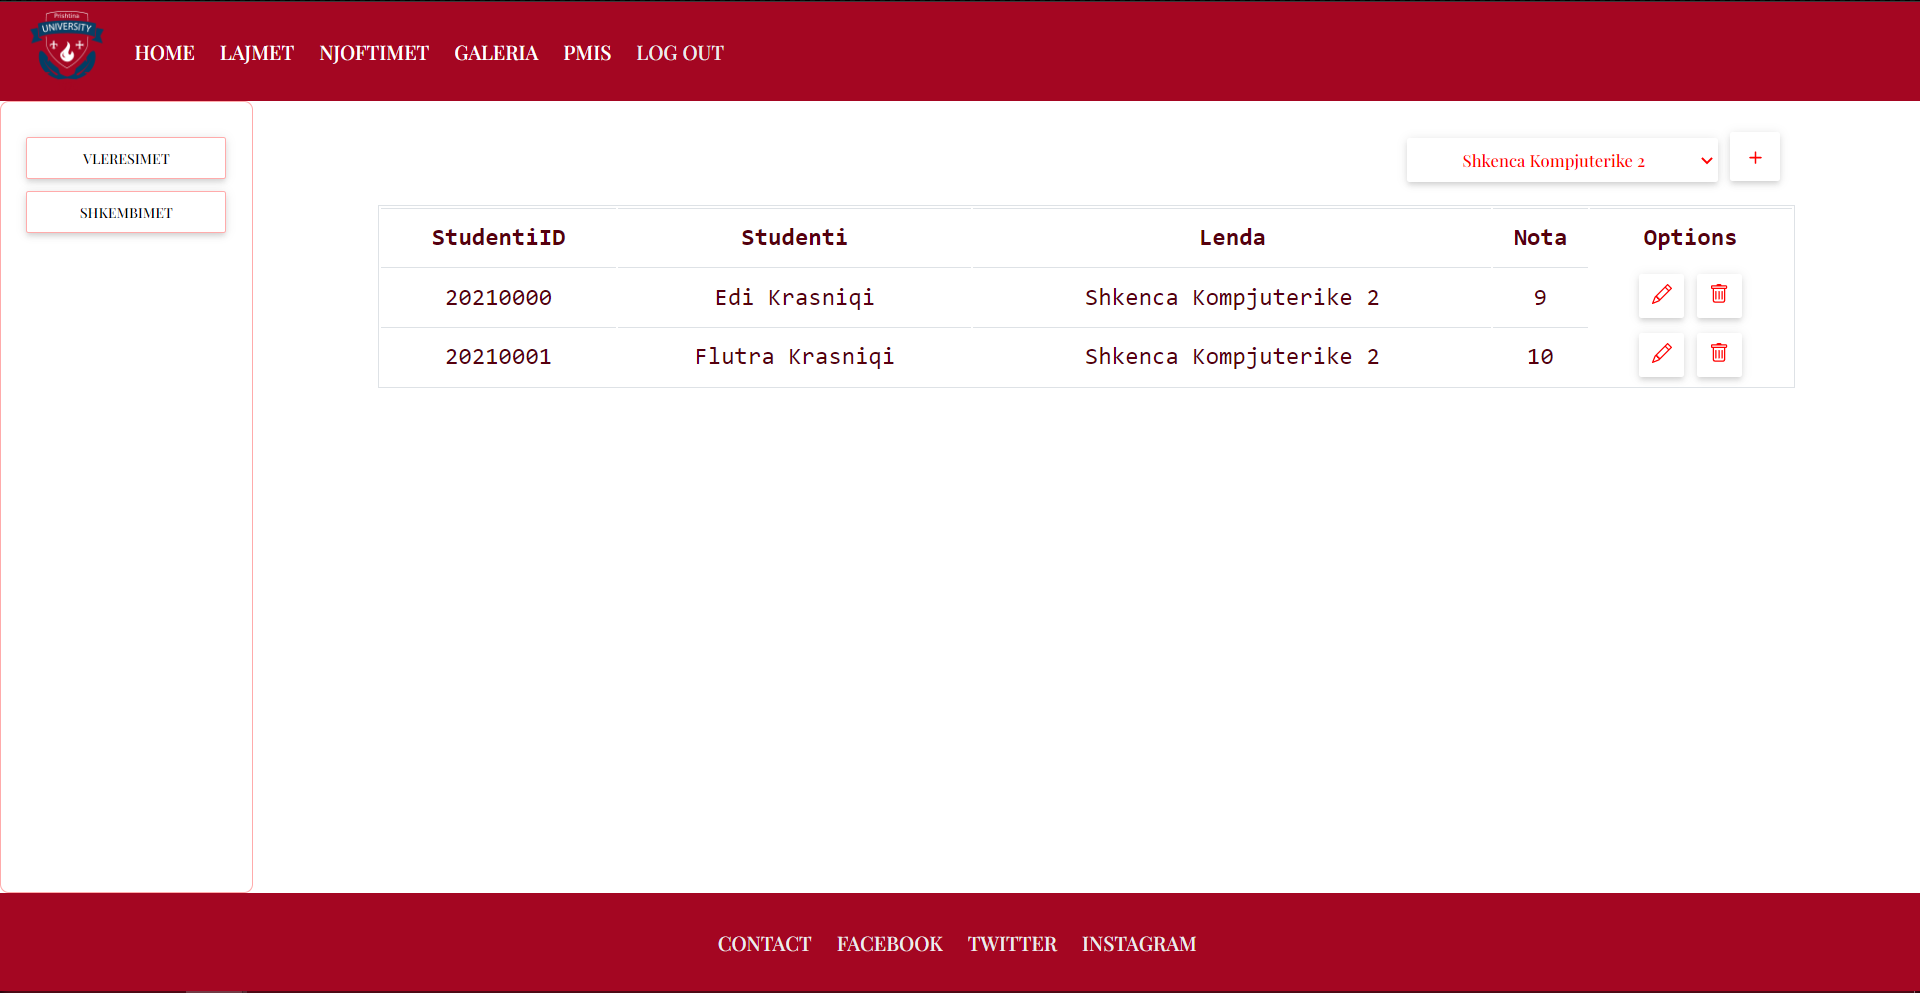 Prishtina
UNIVERSITY
HOME LAJMET NJOFTIMET GALERIA PMIS LOG OUT
VLERESIMET
SHKEMBIMET
Shkenca Kompjuterike 2 +
StudentiID Studenti Lenda Nota Options
20210000 Edi Krasniqi Shkenca Kompjuterike 2 9
20210001 Flutra Krasniqi Shkenca Kompjuterike 2 10
CONTACT FACEBOOK TWITTER INSTAGRAM